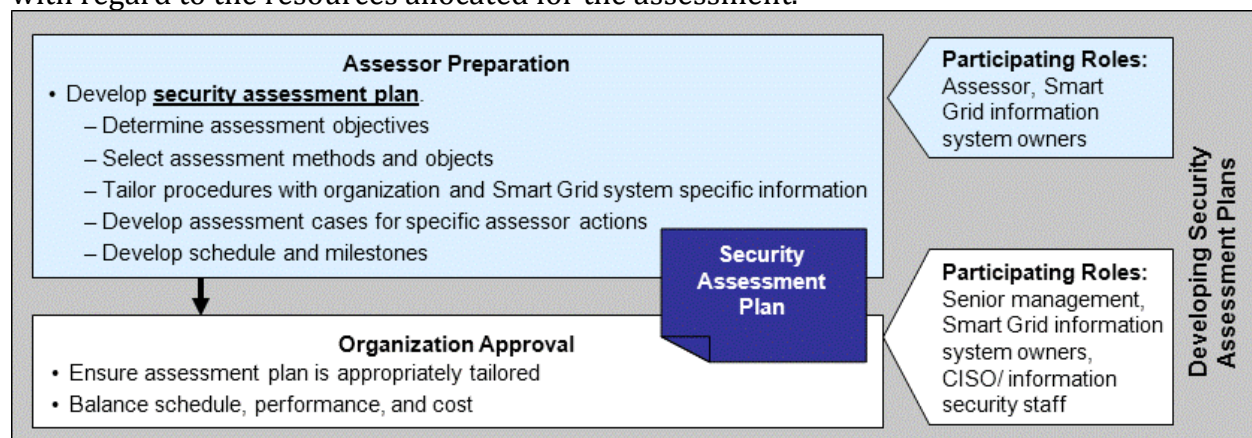 with regard to the resources allocated for the assessment.
Assessor Preparation
• Develop security assessment plan.
– Determine assessment objectives
– Select assessment methods and objects
– Tailor procedures with organization and Smart Grid system specific information
– Develop assessment cases for specific assessor actions
– Develop schedule and milestones
Participating Roles:
Assessor, Smart
Grid information
system owners
Security
Assessment
Plan
Organization Approval
• Ensure assessment plan is appropriately tailored
• Balance schedule, performance, and cost
Participating Roles:
Senior management,
Smart Grid information
system owners,
CISO/ information
security staff
Developing Security
Assessment Plans